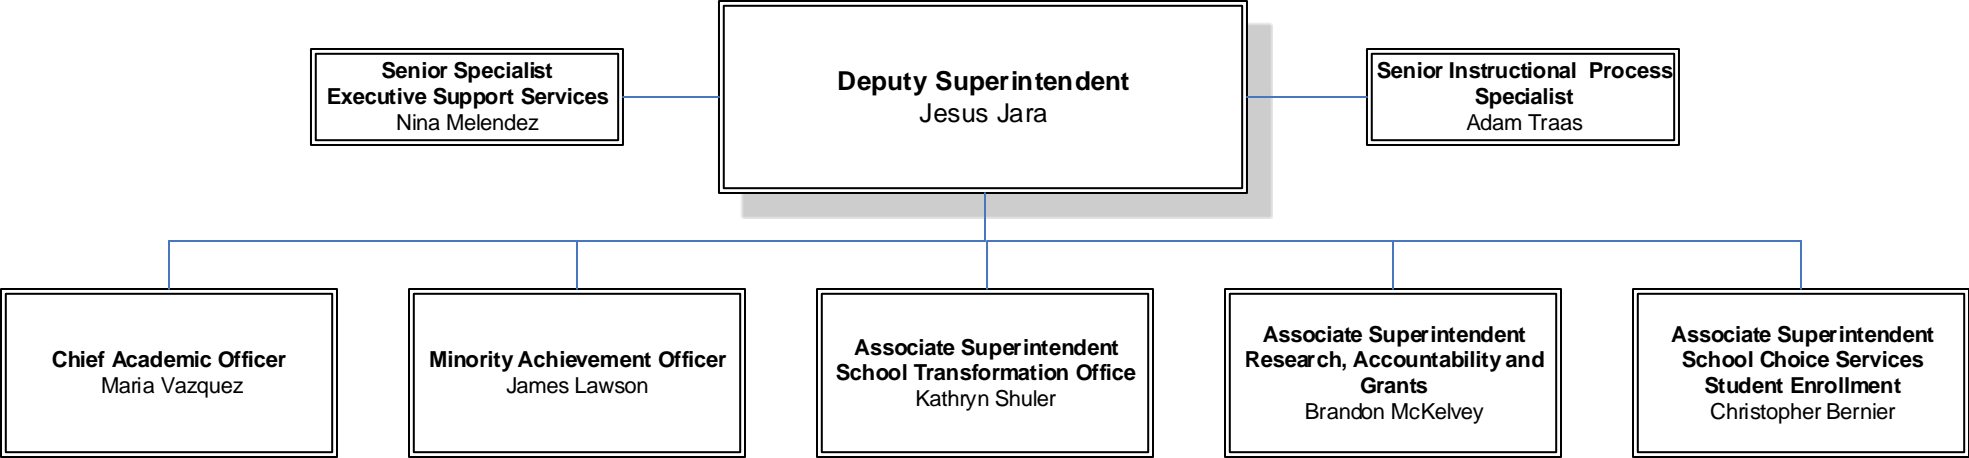 Senior Specialist
Executive Support Services
Nina Melendez
Deputy Superintendent
Jesus Jara
Senior Instructional Process
Specialist
Adam Traas
Chief Academic Officer
Maria Vazquez
Minority Achievement Officer
James Lawson
Associate Superintendent
School Transformation Office
Kathryn Shuler
Associate Superintendent
Research, Accountability and
Grants
Brandon McKelvey
Associate Superintendent
School Choice Services
Student Enrollment
Christopher Bernier